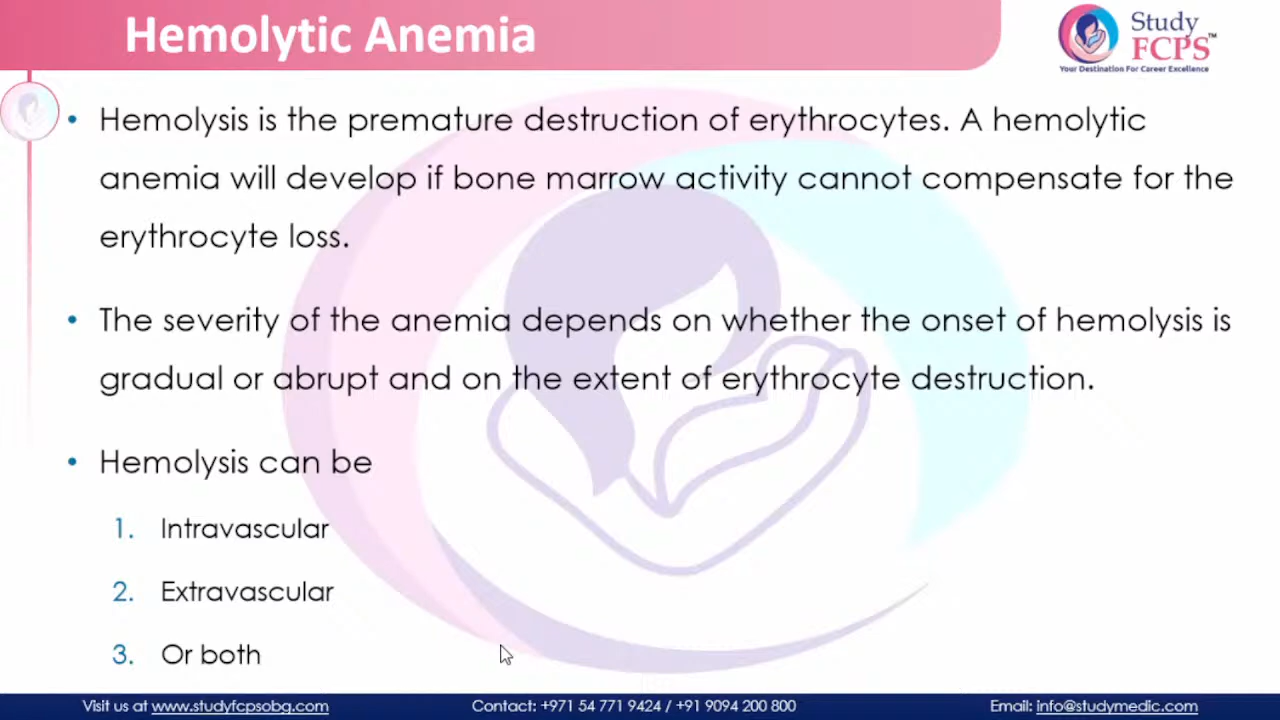 Hemolytic Anemia
Study
FCPS™
Your Destination For Career Excellence
• Hemolysis is the premature destruction of erythrocytes. A hemolytic
anemia will develop if bone marrow activity cannot compensate for the
erythrocyte loss.
• The severity of the anemia depends on whether the onset of hemolysis is
gradual or abrupt and on the extent of erythrocyte destruction.
• Hemolysis can be
1. Intravascular
2. Extravascular
3. Or both
Visit us at www.studyfcpsobg.com
Contact: +971 54 771 9424 / +91 9094 200 800
Email: info@studymedic.com